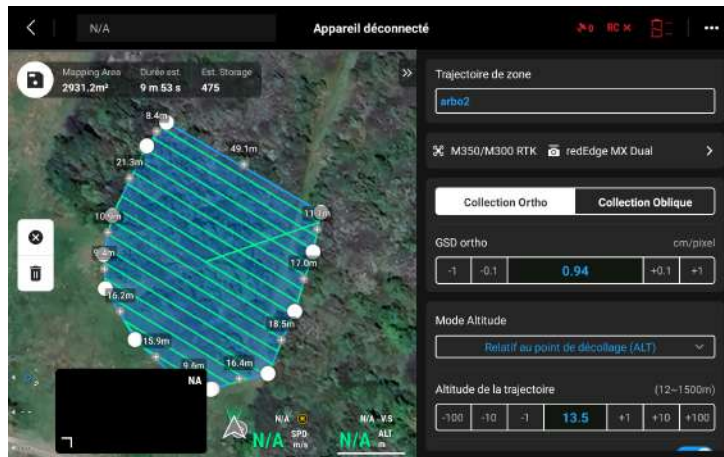 N/A
Appareil déconnecté
0
RC
Mapping Area
Durée est.
Est. Storage
2931.2m²
9 m 53 s
475
8.4m
49.1m
21.3m
10.9m
9.4m
17.0m
16.2m
18.5m
15.9m
16.4m
9.6m
NA
N/A
N/A
SPD
m/s
N/A
V.S
N/A
ALT
m
Trajectoire de zone
arbo2
M350/M300 RTK
redEdge MX Dual
Collection Ortho
Collection Oblique
GSD ortho
cm/pixel
-1
-0.1
0.94
+0.1
+1
Mode Altitude
Relatif au point de décollage (ALT)
Altitude de la trajectoire
(12~1500m)
-100
-10
-1
13.5
+1
+10
+100